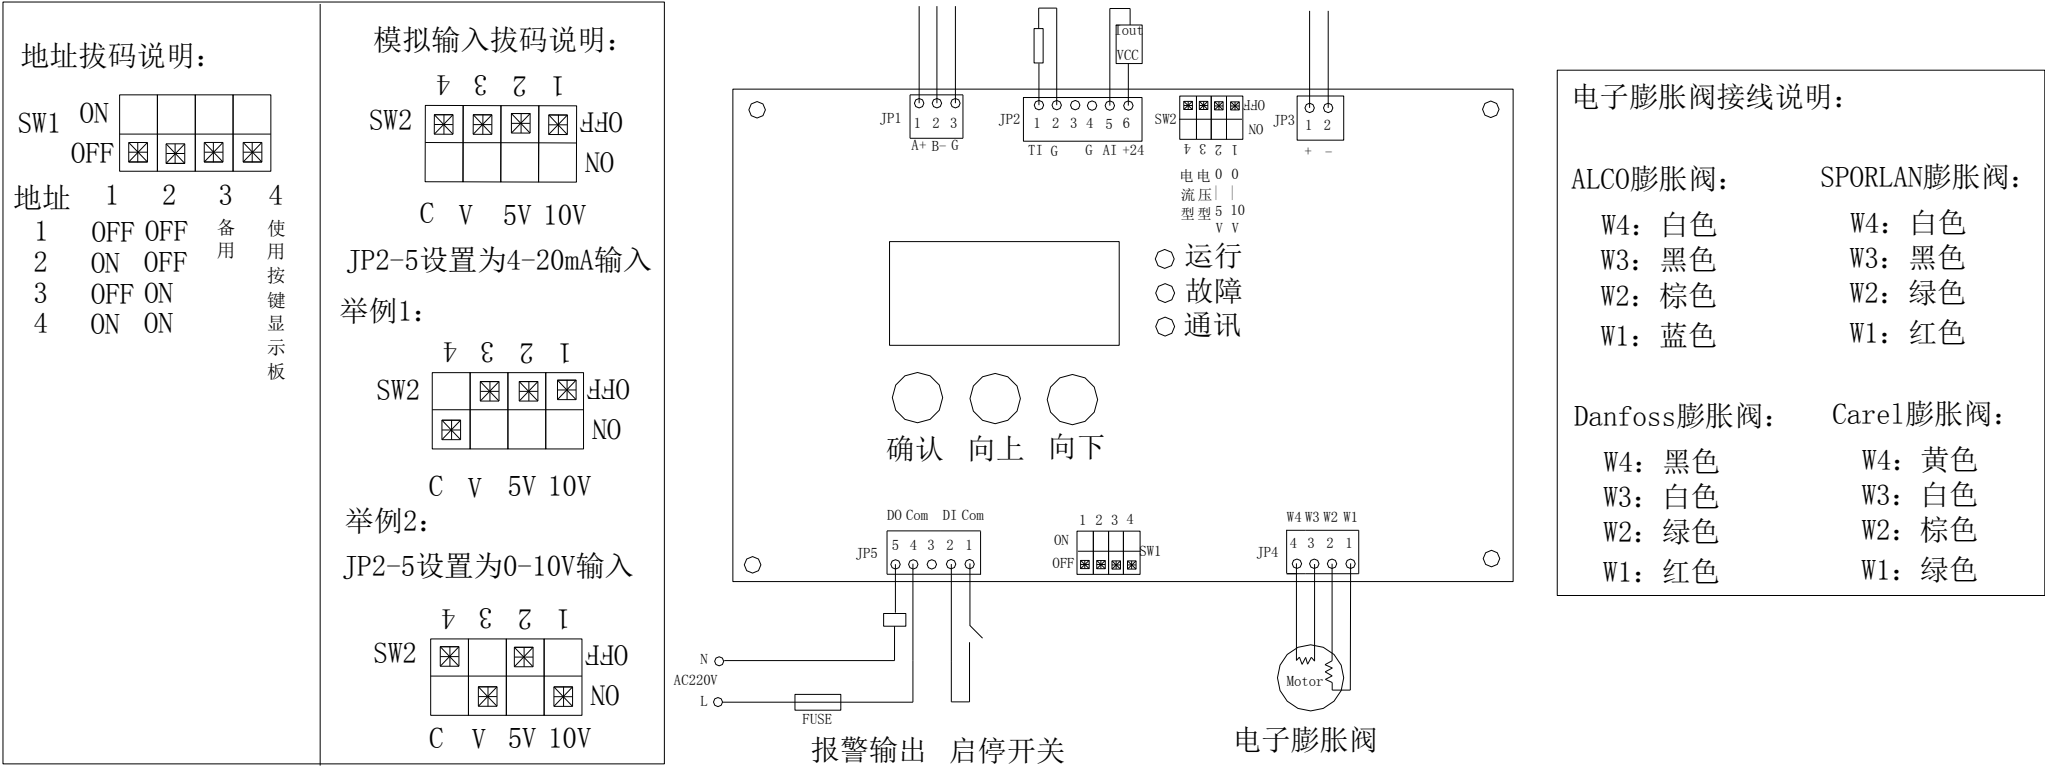 地址拔码说明：
SW1 ON
OFF
地址 1 2 3 4
1 OFF OFF
2 ON OFF
3 OFF ON
4 ON ON
备用
使用按键显示板
模拟输入拔码说明：
4 3 2 1
SW2 OFF
ON
C V 5V 10V
JP2-5设置为4-20mA输入
举例1：
4 3 2 1
SW2 OFF
ON
C V 5V 10V
举例2：
JP2-5设置为0-10V输入
4 3 2 1
SW2 OFF
ON
C V 5V 10V
Iout
VCC
JP1 1 2 3
A+ B- G
JP2 1 2 3 4 5 6
TI G G AI +24
SW2 OFF
ON
4 3 2 1
电流型
电压型
0|5V
0|10V
JP3 1 2
+ -
运行
故障
通讯
确认 向上 向下
DO Com DI Com
JP5 5 4 3 2 1
1 2 3 4
ON
OFF SW1
W4 W3 W2 W1
JP4 4 3 2 1
N
AC220V
L
FUSE
Motor
报警输出 启停开关
电子膨胀阀
电子膨胀阀接线说明：
ALCO膨胀阀：
W4：白色
W3：黑色
W2：棕色
W1：蓝色
SPORLAN膨胀阀：
W4：白色
W3：黑色
W2：绿色
W1：红色
Danfoss膨胀阀：
W4：黑色
W3：白色
W2：绿色
W1：红色
Carel膨胀阀：
W4：黄色
W3：白色
W2：棕色
W1：绿色